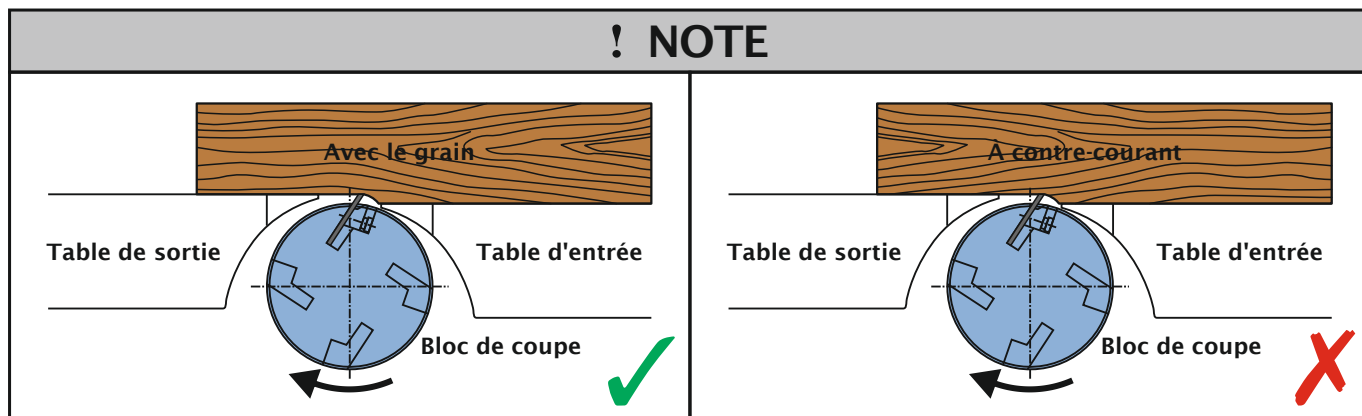 ! NOTE
Avec le grain
Table de sortie
Table d'entrée
Bloc de coupe
À contre-courant
Table de sortie
Table d'entrée
Bloc de coupe